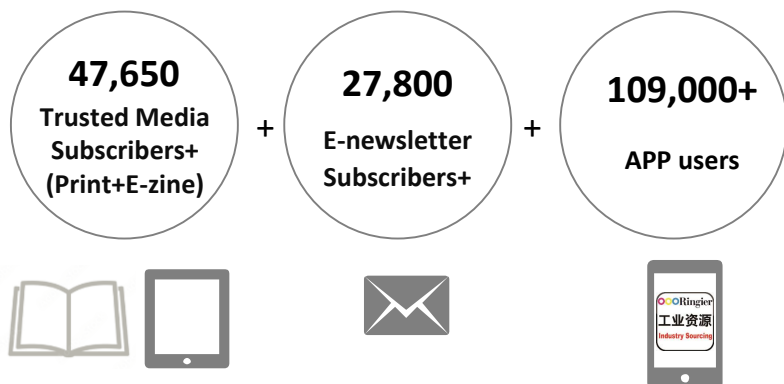 47,650
Trusted Media
Subscribers+
(Print+E-zine)
+
27,800
E-newsletter
Subscribers+
+
109,000+
APP users
Ringier
工业资源
Industry Sourcing